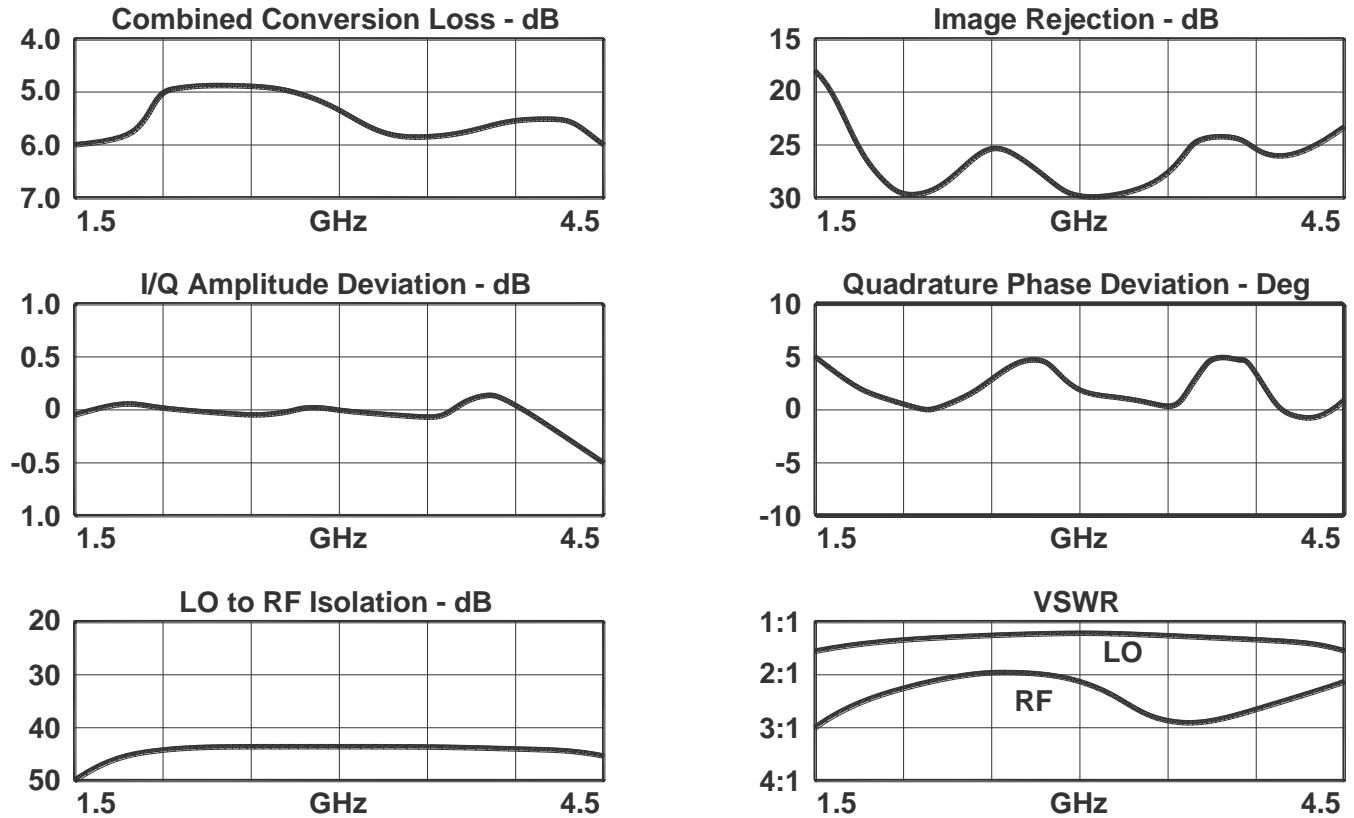 Combined Conversion Loss - dB
4.0
5.0
6.0
7.0
1.5 GHz 4.5
Image Rejection - dB
15
20
25
30
1.5 GHz 4.5
I/Q Amplitude Deviation - dB
1.0
0.5
0
-0.5
1.0
1.5 GHz 4.5
Quadrature Phase Deviation - Deg
10
5
0
-5
-10
1.5 GHz 4.5
LO to RF Isolation - dB
20
30
40
50
1.5 GHz 4.5
VSWR
1:1
LO
2:1
RF
3:1
4:1
1.5 GHz 4.5